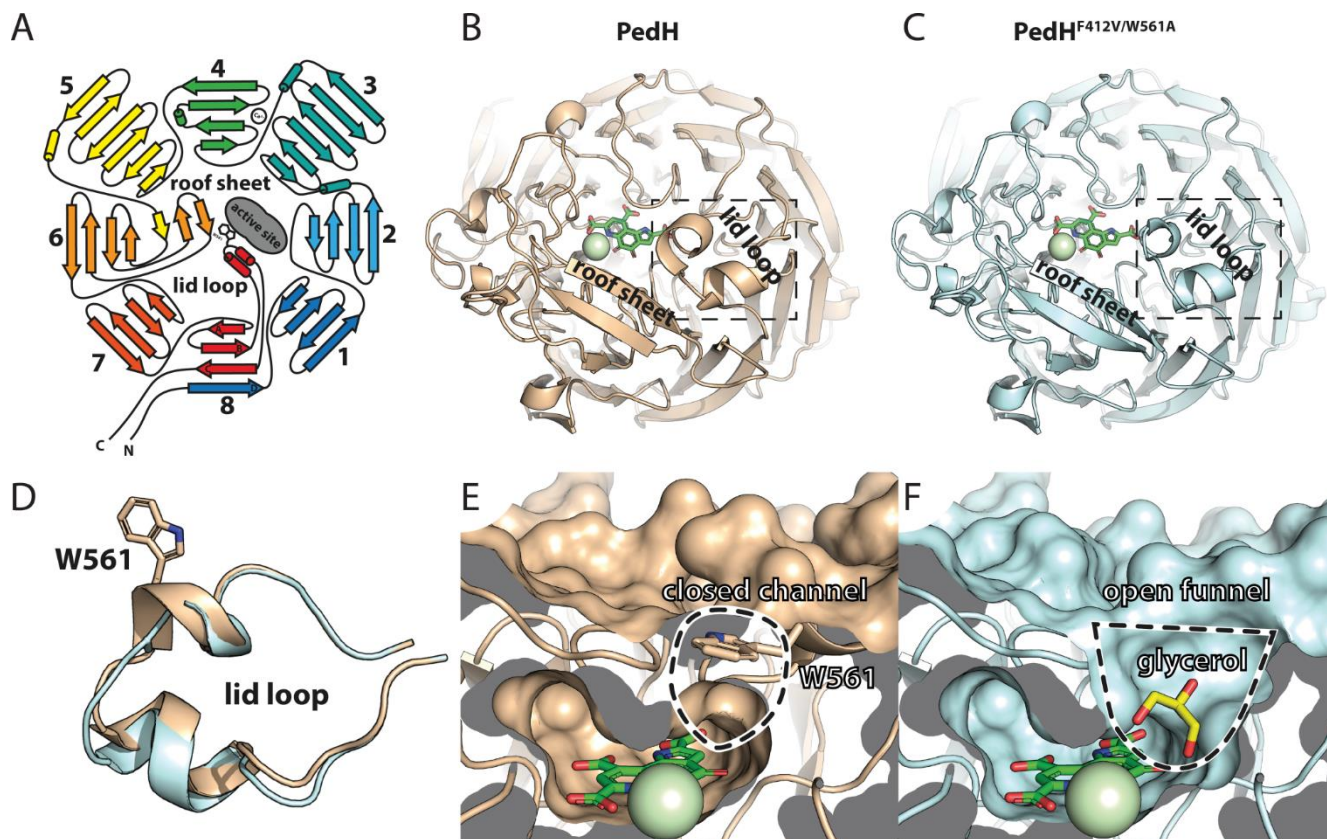 A
5
4
3
roof sheet
active site
6
2
lid loop
7
1
8
C
N
B
PedH
lid loop
roof sheet
C
PedH^F412V/W561A
lid loop
roof sheet
D
W561
lid loop
E
closed channel
W561
F
open funnel
glycerol